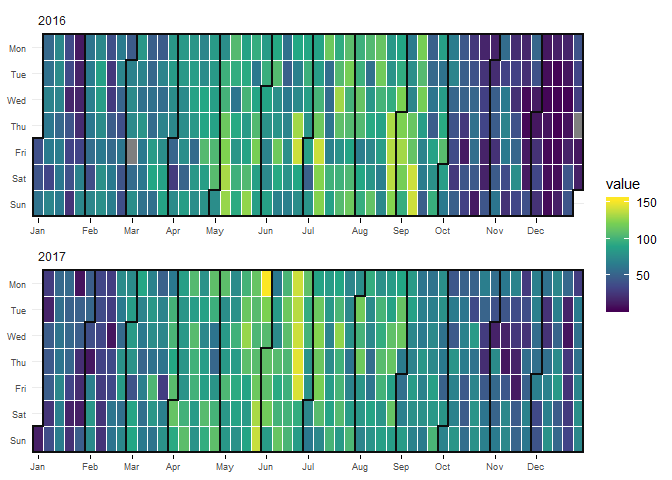 2016
Mon
Tue
Wed
Thu
Fri
Sat
Sun
Jan Feb Mar Apr May Jun Jul Aug Sep Oct Nov Dec
value
150
100
50
2017
Mon
Tue
Wed
Thu
Fri
Sat
Sun
Jan Feb Mar Apr May Jun Jul Aug Sep Oct Nov Dec